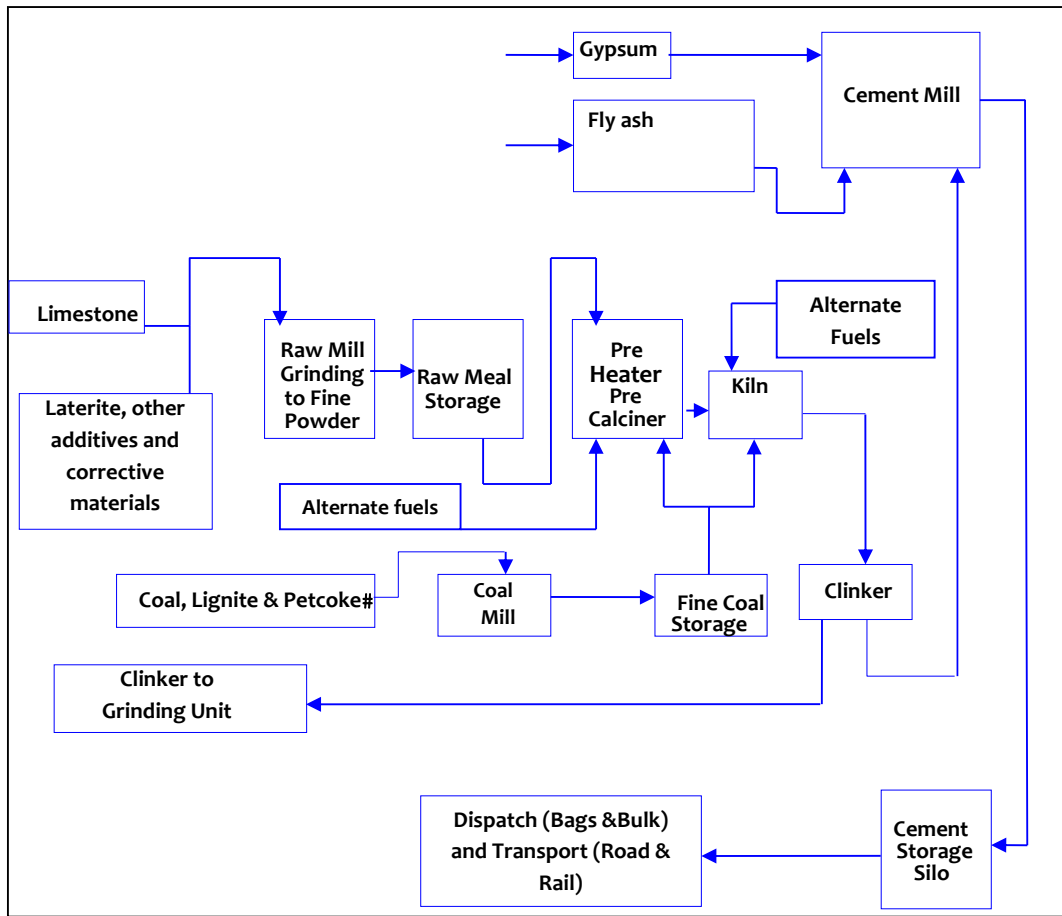 Gypsum
Cement Mill
Fly ash
Limestone
Alternate
Fuels
Raw Mill
Grinding
to Fine
Powder
Raw Meal
Storage
Pre
Heater
Pre
Calciner
Kiln
Laterite, other
additives and
corrective
materials
Alternate fuels
Coal, Lignite & Petcoke#
Coal
Mill
Fine Coal
Storage
Clinker
Clinker to
Grinding Unit
Dispatch (Bags &Bulk)
and Transport (Road &
Rail)
Cement
Storage
Silo